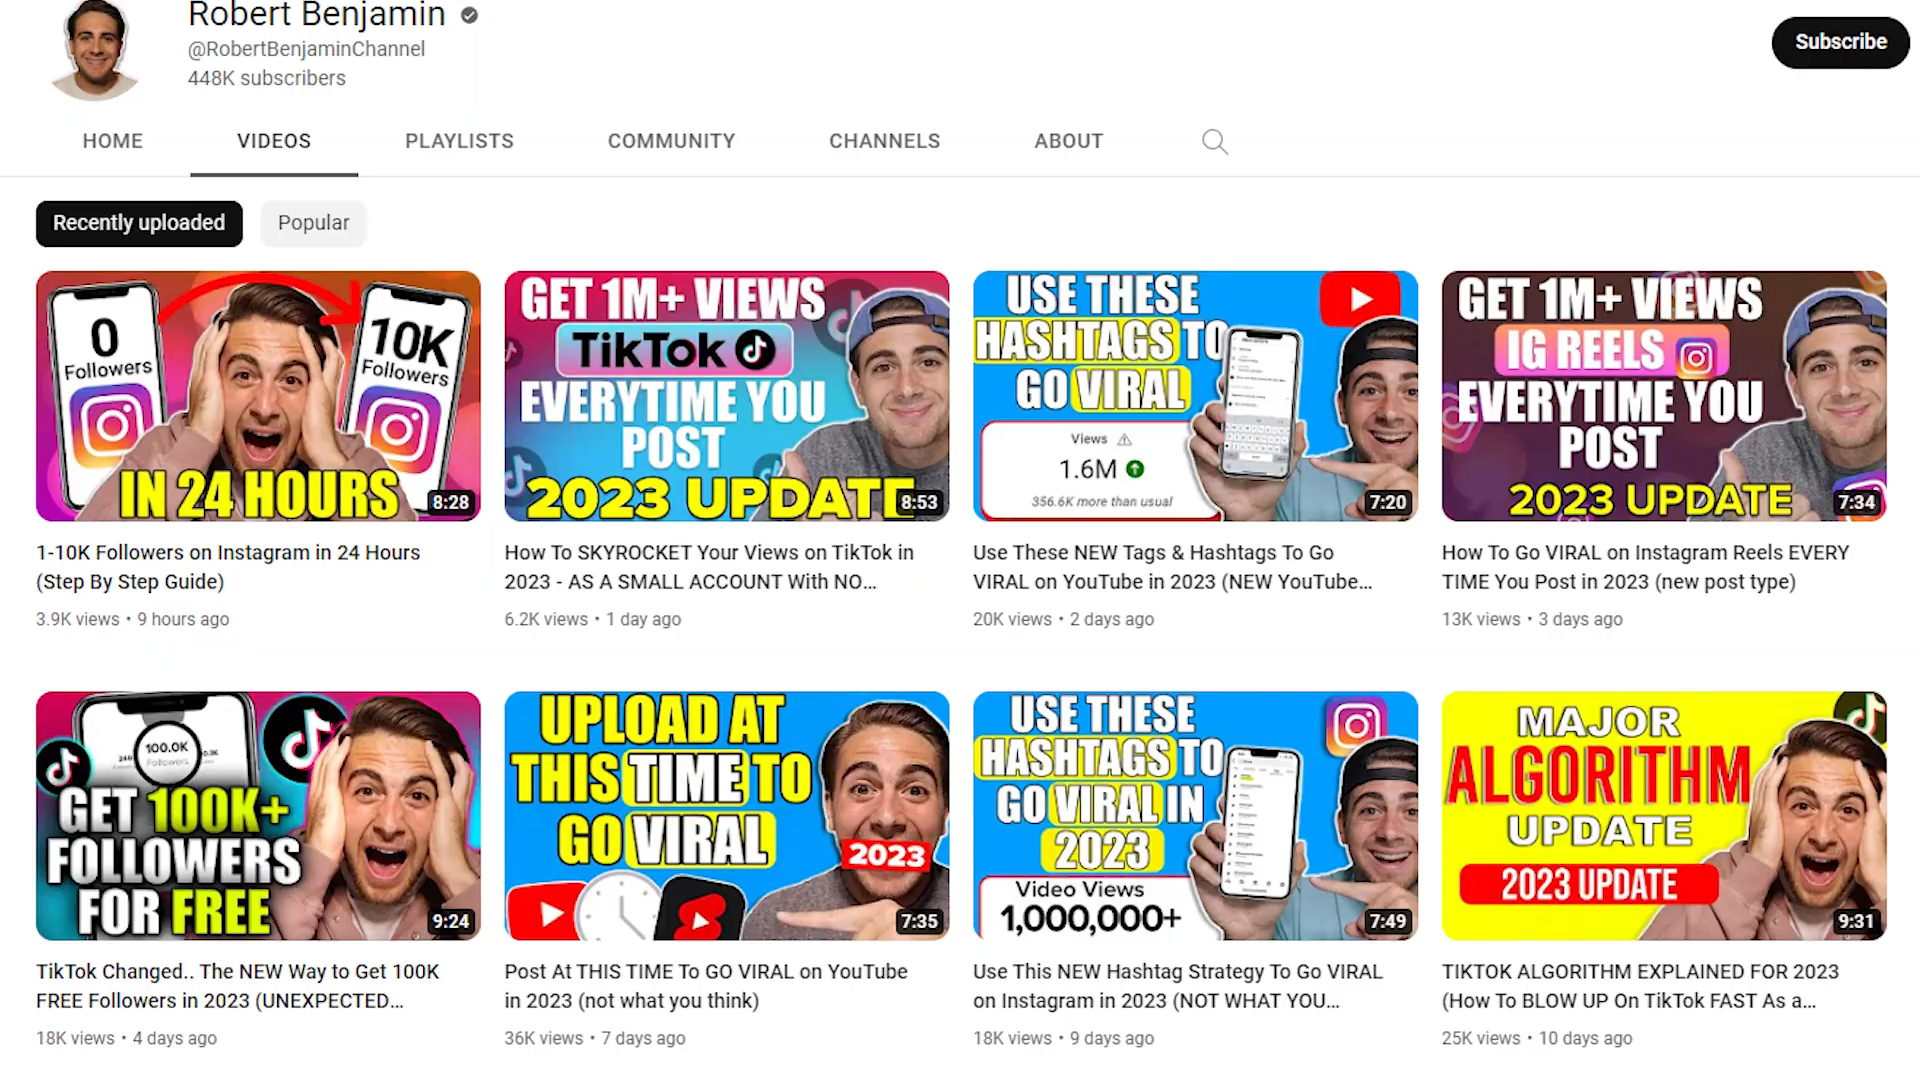 Robert Benjamin
@RobertBenjaminChannel
448K subscribers
Subscribe
HOME
VIDEOS
PLAYLISTS
COMMUNITY
CHANNELS
ABOUT
Recently uploaded
Popular
0
Followers
10K
Followers
IN 24 HOURS
8:28
1-10K Followers on Instagram in 24 Hours
(Step By Step Guide)
3.9K views • 9 hours ago
GET 1M+ VIEWS
TikTok
EVERYTIME YOU
POST
2023 UPDATE
8:53
How To SKYROCKET Your Views on TikTok in
2023 - AS A SMALL ACCOUNT With NO...
6.2K views • 1 day ago
USE THESE
HASHTAGS TO
GO VIRAL
Views
1.6M
356.6K more than usual
7:20
Use These NEW Tags & Hashtags To Go
VIRAL on YouTube in 2023 (NEW YouTube...
20K views • 2 days ago
GET 1M+ VIEWS
IG REELS
EVERYTIME YOU
POST
2023 UPDATE
7:34
How To Go VIRAL on Instagram Reels EVERY
TIME You Post in 2023 (new post type)
13K views • 3 days ago
100.0K
Followers
GET 100K+
FOLLOWERS
FOR FREE
9:24
TikTok Changed.. The NEW Way to Get 100K
FREE Followers in 2023 (UNEXPECTED...
18K views • 4 days ago
UPLOAD AT
THIS TIME TO
GO VIRAL
2023
7:35
Post At THIS TIME To GO VIRAL on YouTube
in 2023 (not what you think)
36K views • 7 days ago
USE THESE
HASHTAGS TO
GO VIRAL IN
2023
Video Views
1,000,000+
7:49
Use This NEW Hashtag Strategy To Go VIRAL
on Instagram in 2023 (NOT WHAT YOU...
18K views • 9 days ago
MAJOR
ALGORITHM
UPDATE
2023 UPDATE
9:31
TIKTOK ALGORITHM EXPLAINED FOR 2023
(How To BLOW UP On TikTok FAST As a...
25K views • 10 days ago